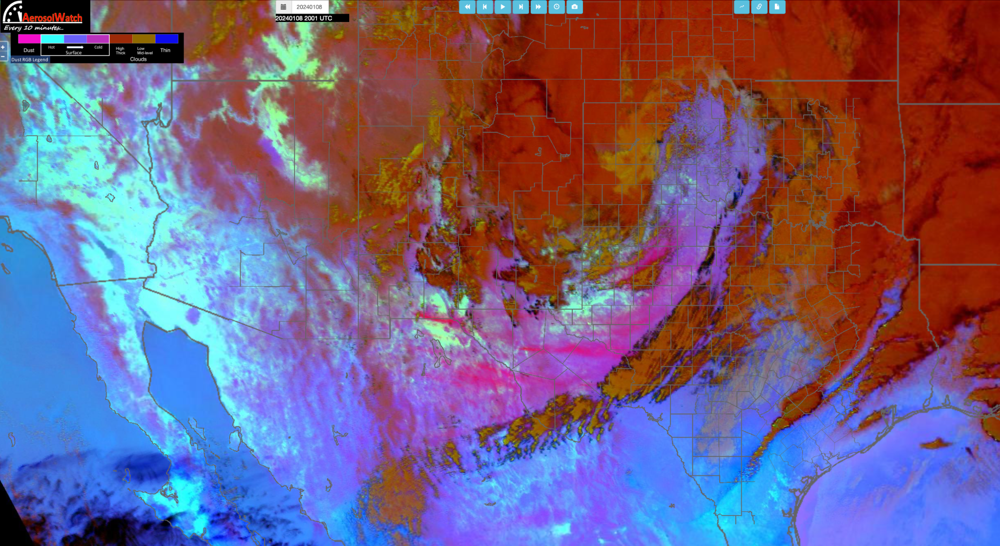 AerosolWatch
Every 10 minutes...
20240108
20240108 2001 UTC
+
−
Dust
Hot
Cold
Surface
High
Thick
Low
Mid-level
Thin
Clouds
Dust RGB Legend